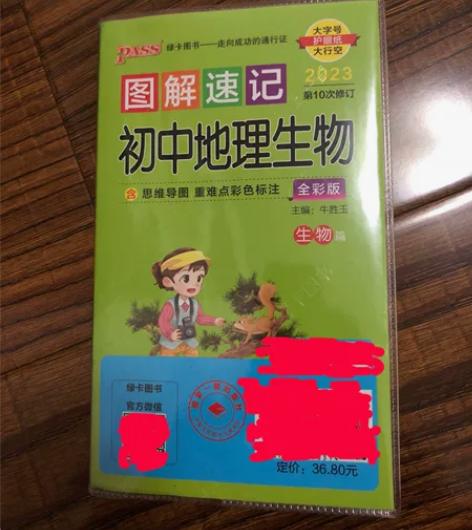 PASS 绿卡图书——走向成功的通行证
大字号
护眼纸
大行空
图解速记
2023
第10次修订
初中地理生物
含 思维导图 重难点彩色标注 全彩版
主编：牛胜玉
生物篇
绿卡图书
官方微信
定价：36.80元